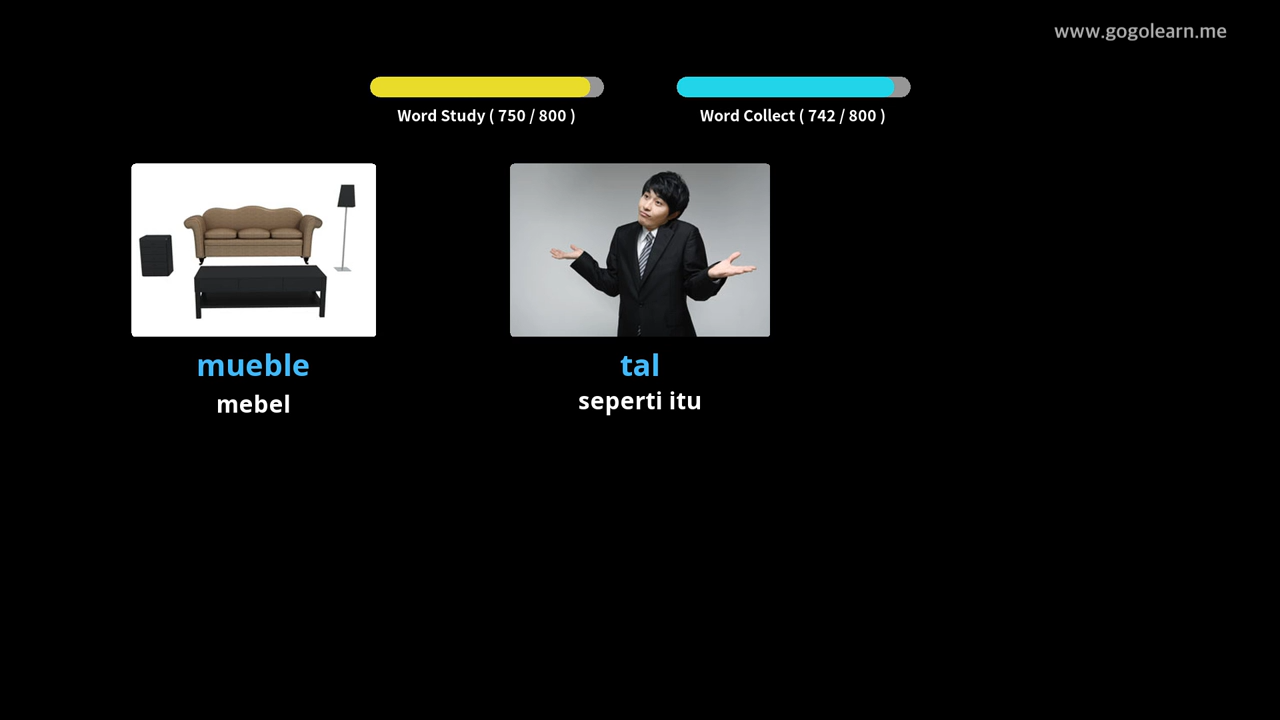 www.gogolearn.me
Word Study ( 750 / 800 )
Word Collect ( 742 / 800 )
mueble
mebel
tal
seperti itu